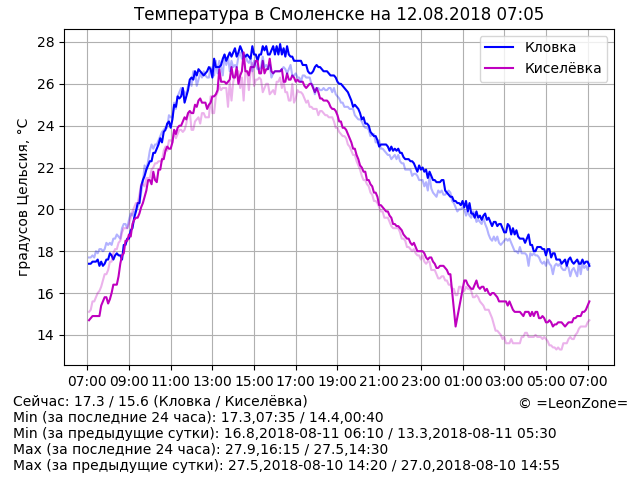 Температура в Смоленске на 12.08.2018 07:05
градусов Цельсия, °C
28
26
24
22
20
18
16
14
Кловка
Киселёвка
07:00 09:00 11:00 13:00 15:00 17:00 19:00 21:00 23:00 01:00 03:00 05:00 07:00
Сейчас: 17.3 / 15.6 (Кловка / Киселёвка)
© =LeonZone=
Min (за последние 24 часа): 17.3,07:35 / 14.4,00:40
Min (за предыдущие сутки): 16.8,2018-08-11 06:10 / 13.3,2018-08-11 05:30
Max (за последние 24 часа): 27.9,16:15 / 27.5,14:30
Max (за предыдущие сутки): 27.5,2018-08-10 14:20 / 27.0,2018-08-10 14:55